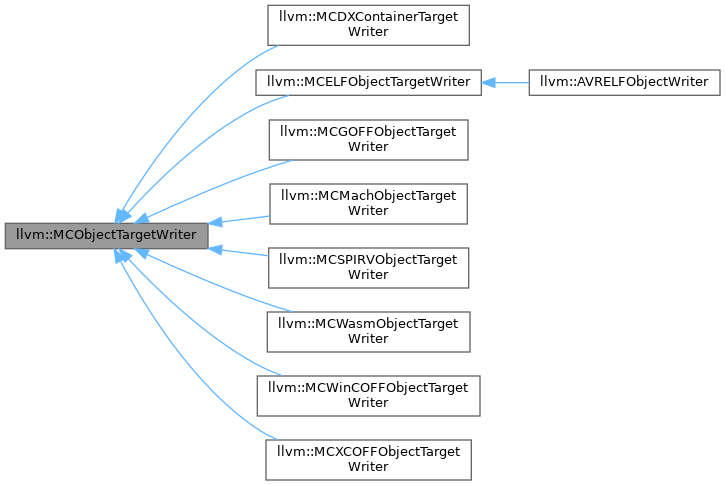 llvm::MCDXContainerTarget
Writer
llvm::MCELFObjectTargetWriter
llvm::AVRELFObjectWriter
llvm::MCGOFFObjectTarget
Writer
llvm::MCMachObjectTarget
Writer
llvm::MCObjectTargetWriter
llvm::MCSPIRVObjectTarget
Writer
llvm::MCWasmObjectTarget
Writer
llvm::MCWinCOFFObjectTarget
Writer
llvm::MCXCOFFObjectTarget
Writer